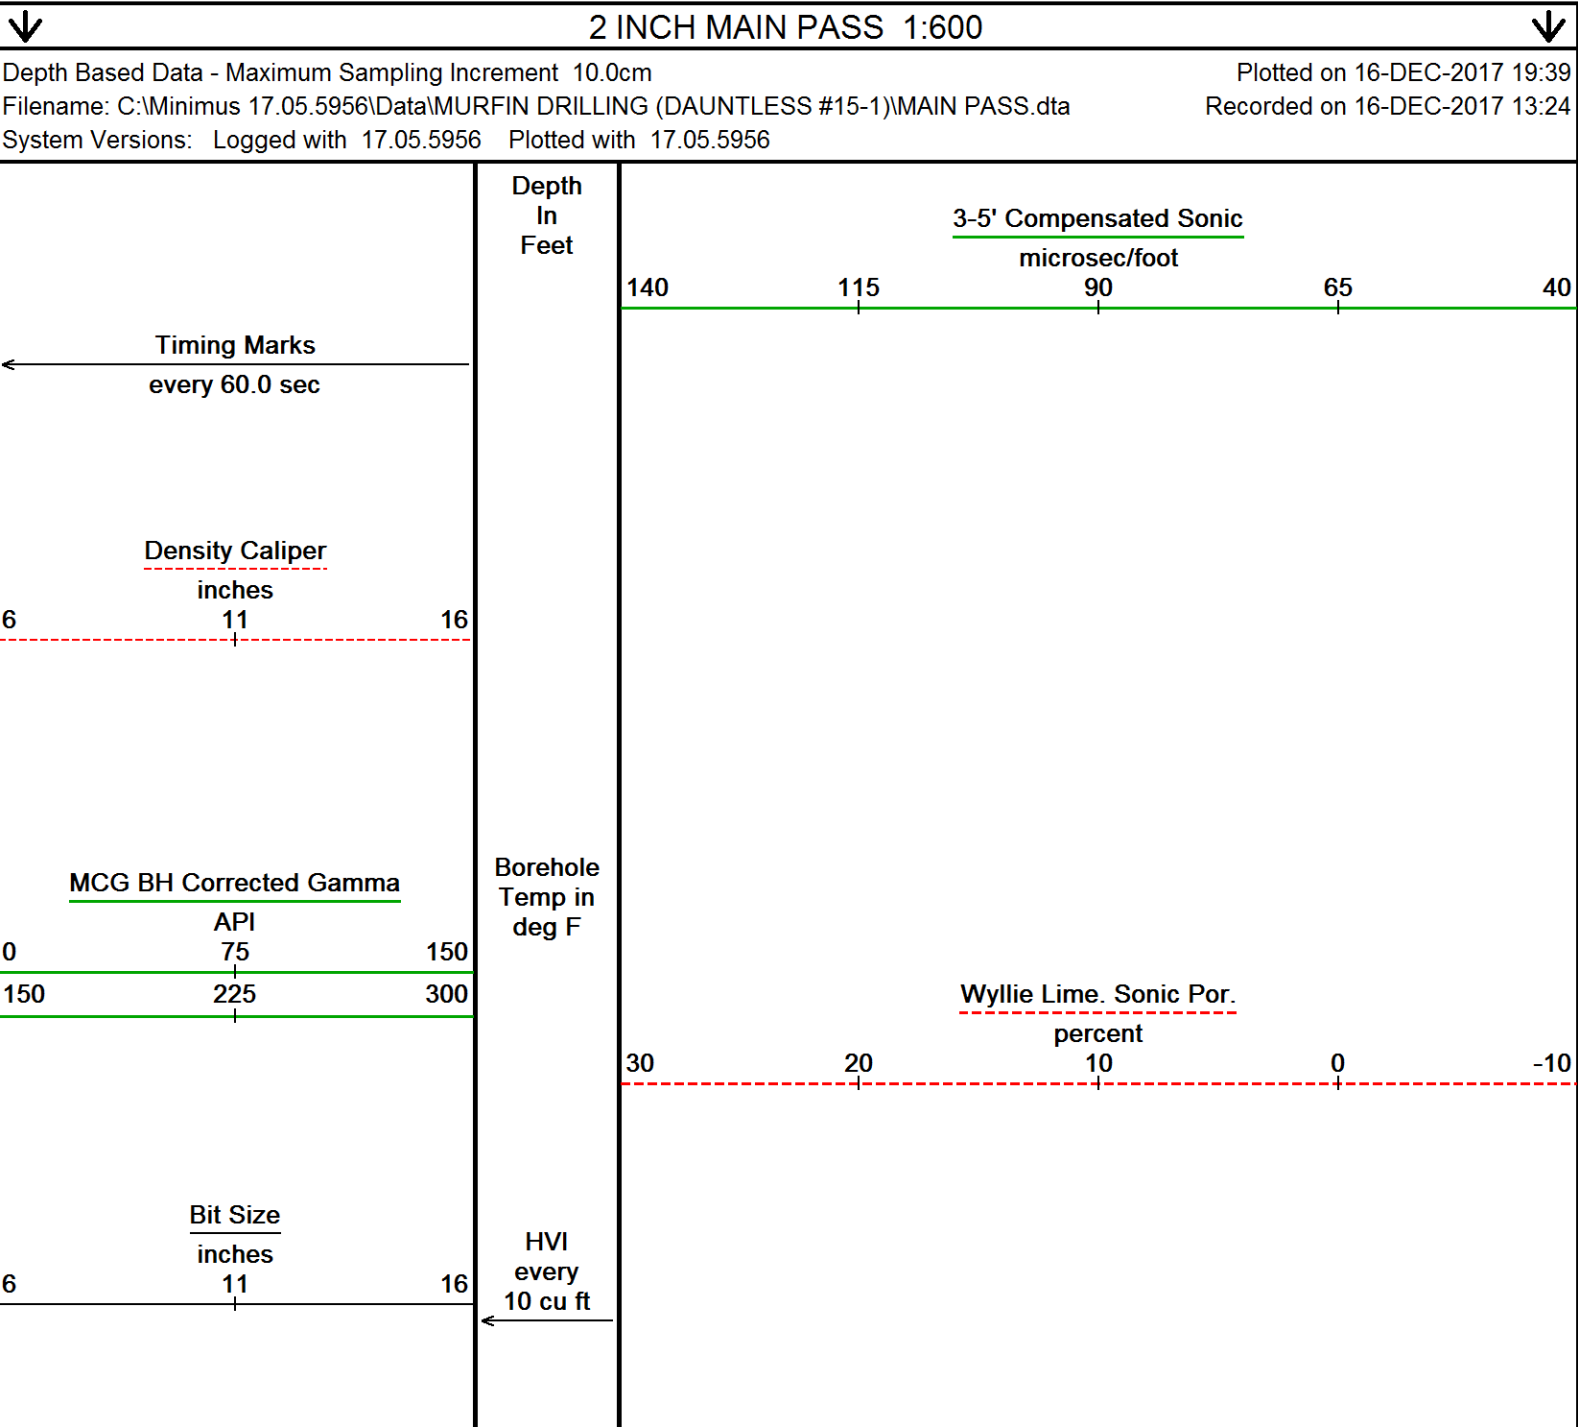 2 INCH MAIN PASS 1:600
Depth Based Data - Maximum Sampling Increment 10.0cm
Plotted on 16-DEC-2017 19:39
Filename: C:\Minimus 17.05.5956\Data\MURFIN DRILLING (DAUNTLESS #15-1)\MAIN PASS.dta
Recorded on 16-DEC-2017 13:24
System Versions: Logged with 17.05.5956 Plotted with 17.05.5956
Timing Marks
every 60.0 sec
Density Caliper
inches
6 11 16
MCG BH Corrected Gamma
API
0 75 150
150 225 300
Bit Size
inches
6 11 16
Depth
In
Feet
Borehole
Temp in
deg F
HVI
every
10 cu ft
3-5' Compensated Sonic
microsec/foot
140 115 90 65 40
Wyllie Lime. Sonic Por.
percent
30 20 10 0 -10